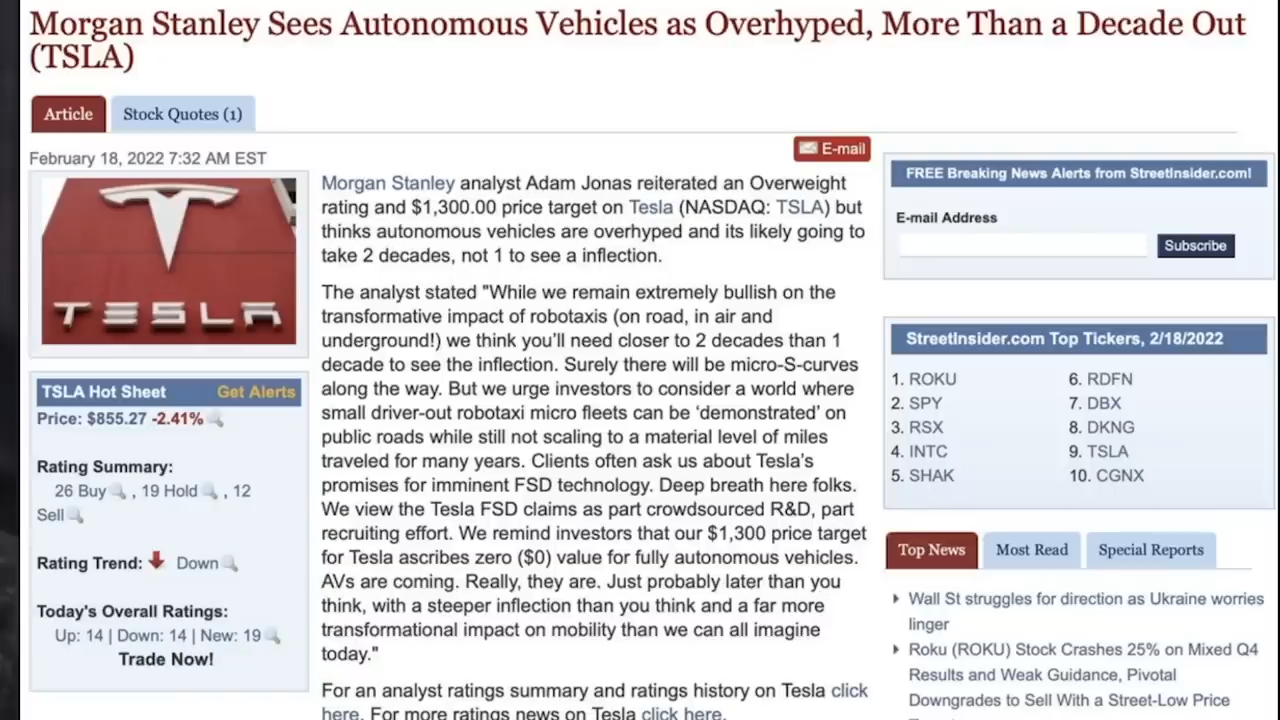 Morgan Stanley Sees Autonomous Vehicles as Overhyped, More Than a Decade Out
(TSLA)
Article
Stock Quotes (1)
February 18, 2022 7:32 AM EST
E-mail
TESLA
TSLA Hot Sheet
Get Alerts
Price: $855.27 -2.41%
Rating Summary:
26 Buy , 19 Hold , 12
Sell
Rating Trend: Down
Today's Overall Ratings:
Up: 14 | Down: 14 | New: 19
Trade Now!
Morgan Stanley analyst Adam Jonas reiterated an Overweight
rating and $1,300.00 price target on Tesla (NASDAQ: TSLA) but
thinks autonomous vehicles are overhyped and its likely going to
take 2 decades, not 1 to see a inflection.
The analyst stated "While we remain extremely bullish on the
transformative impact of robotaxis (on road, in air and
underground!) we think you'll need closer to 2 decades than 1
decade to see the inflection. Surely there will be micro-S-curves
along the way. But we urge investors to consider a world where
small driver-out robotaxi micro fleets can be 'demonstrated' on
public roads while still not scaling to a material level of miles
traveled for many years. Clients often ask us about Tesla's
promises for imminent FSD technology. Deep breath here folks.
We view the Tesla FSD claims as part crowdsourced R&D, part
recruiting effort. We remind investors that our $1,300 price target
for Tesla ascribes zero ($0) value for fully autonomous vehicles.
AVs are coming. Really, they are. Just probably later than you
think, with a steeper inflection than you think and a far more
transformational impact on mobility than we can all imagine
today."
For an analyst ratings summary and ratings history on Tesla click
here. For more ratings news on Tesla click here.
FREE Breaking News Alerts from StreetInsider.com!
E-mail Address
Subscribe
StreetInsider.com Top Tickers, 2/18/2022
1. ROKU
2. SPY
3. RSX
4. INTC
5. SHAK
6. RDFN
7. DBX
8. DKNG
9. TSLA
10. CGNX
Top News
Most Read
Special Reports
Wall St struggles for direction as Ukraine worries
linger
Roku (ROKU) Stock Crashes 25% on Mixed Q4
Results and Weak Guidance, Pivotal
Downgrades to Sell With a Street-Low Price